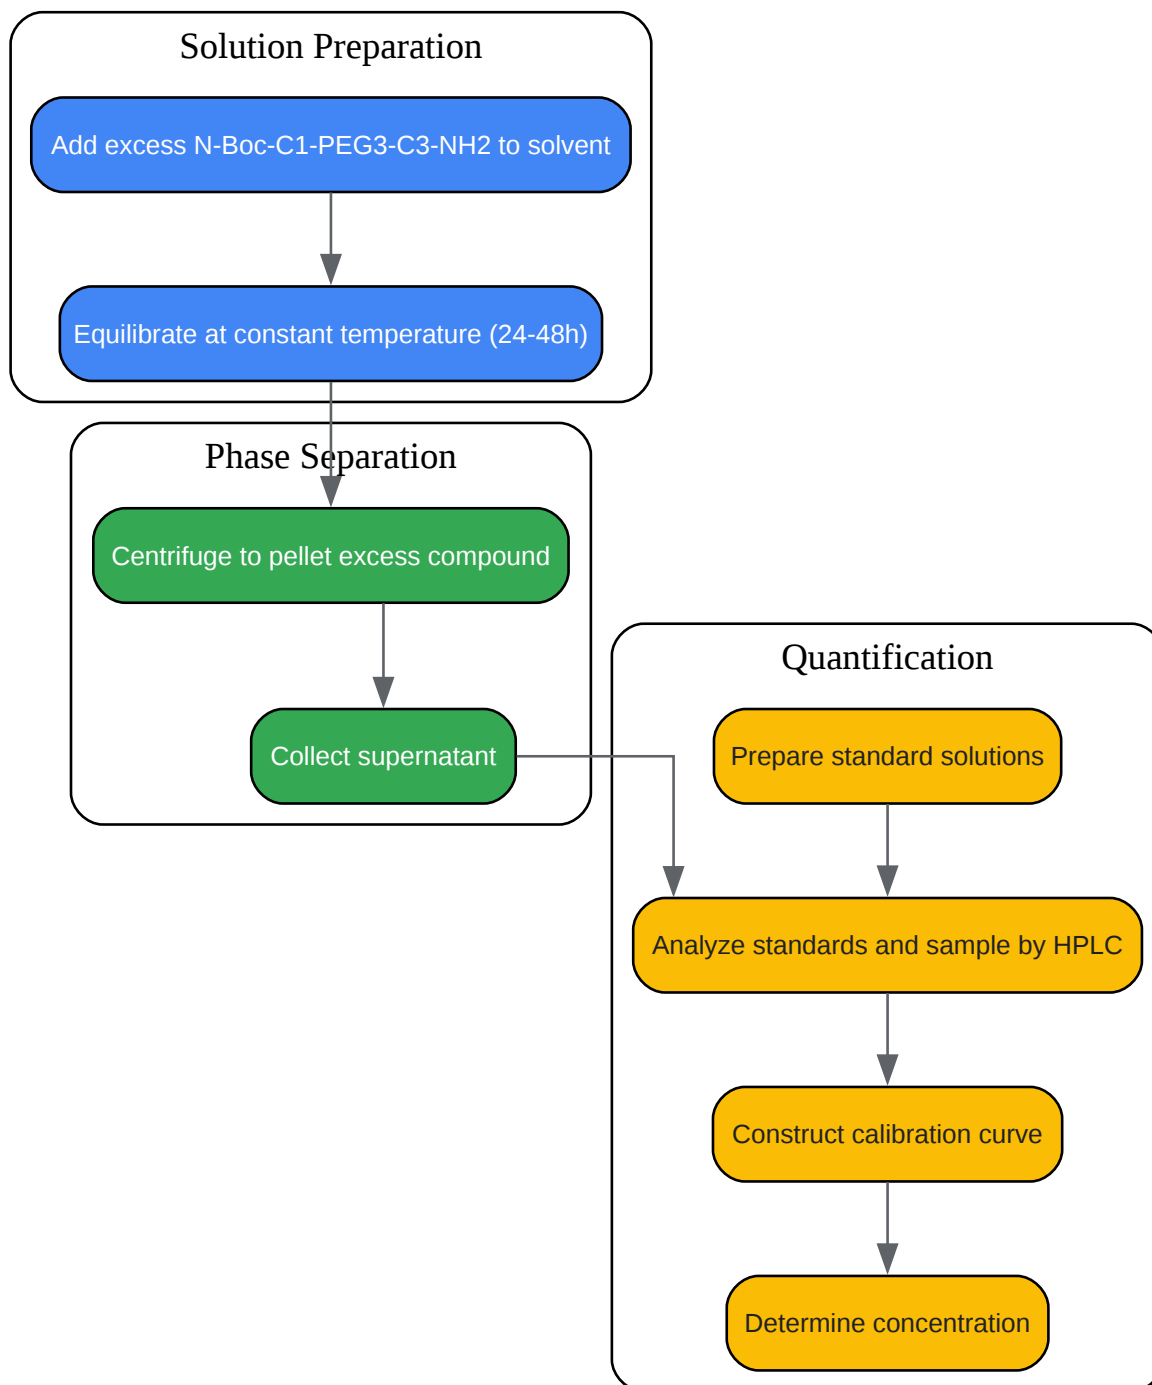 Solution Preparation
Add excess N-Boc-C1-PEG3-C3-NH2 to solvent
Equilibrate at constant temperature (24-48h)
Phase Separation
Centrifuge to pellet excess compound
Collect supernatant
Quantification
Prepare standard solutions
Analyze standards and sample by HPLC
Construct calibration curve
Determine concentration